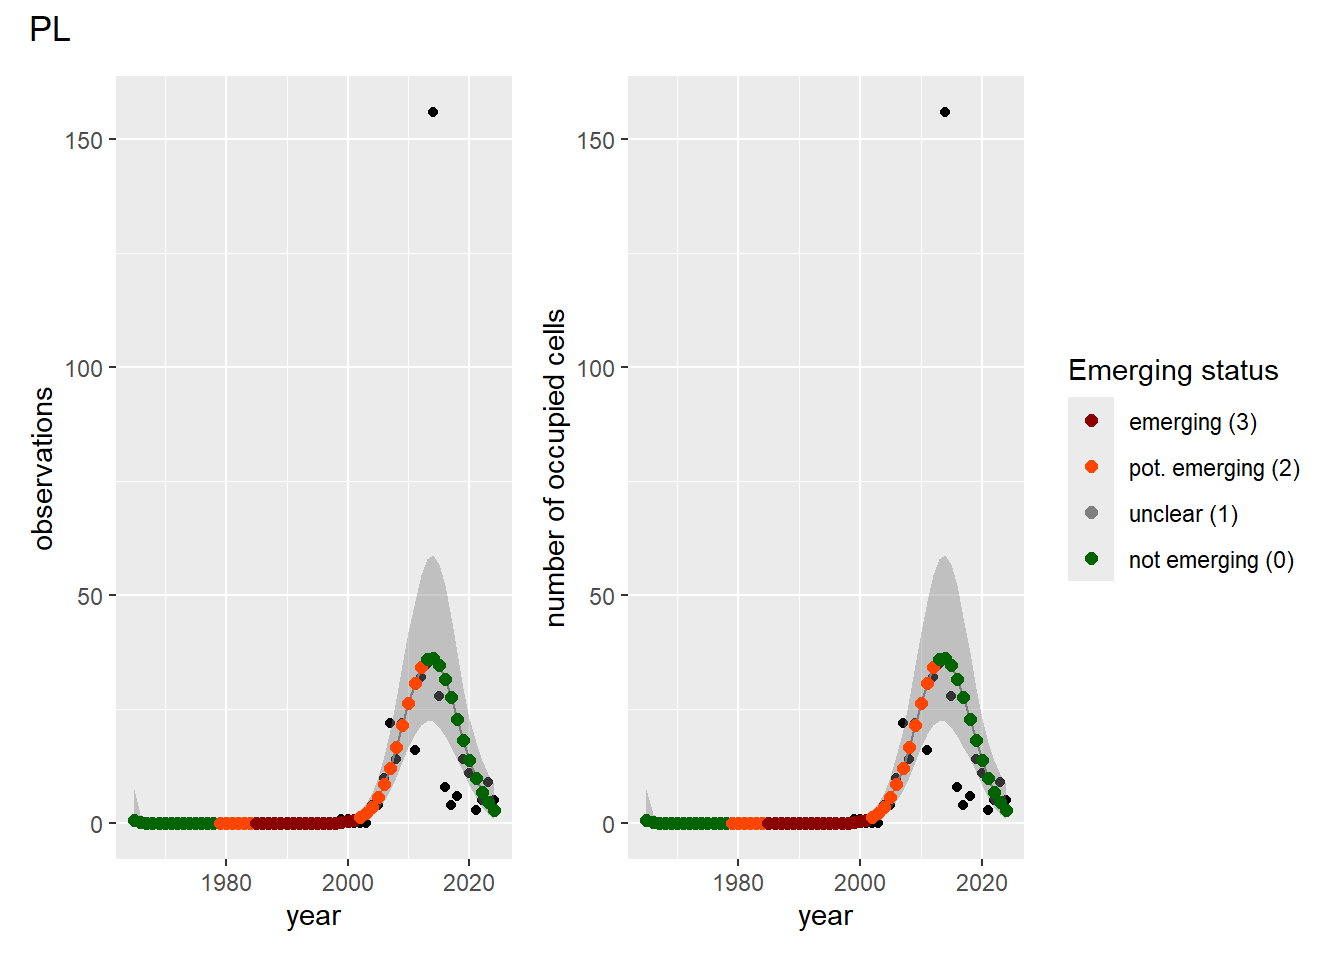 PL
observations
150
100
50
0
1980 2000 2020
year
number of occupied cells
150
100
50
0
1980 2000 2020
year
Emerging status
emerging (3)
pot. emerging (2)
unclear (1)
not emerging (0)